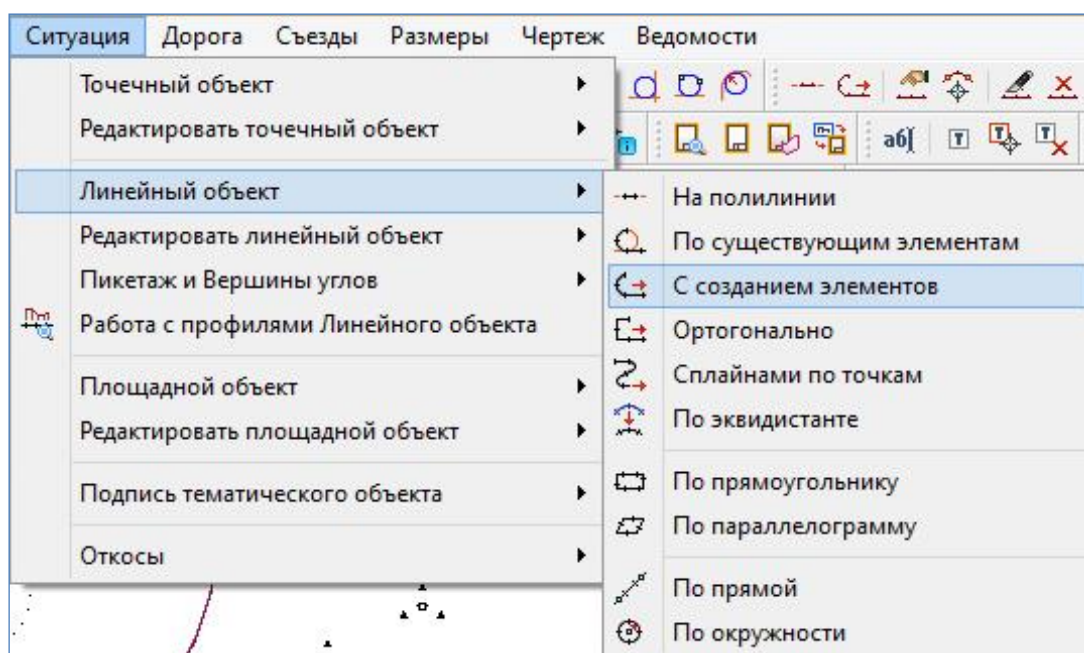 Ситуация Дорога Съезды Размеры Чертеж Ведомости
Точечный объект
Редактировать точечный объект
Линейный объект
Редактировать линейный объект
Пикетаж и Вершины углов
Работа с профилями Линейного объекта
Площадной объект
Редактировать площадной объект
Подпись тематического объекта
Откосы
абl T T T
На полилинии
По существующим элементам
С созданием элементов
Ортогонально
Сплайнами по точкам
По эквидистанте
По прямоугольнику
По параллелограмму
По прямой
По окружности